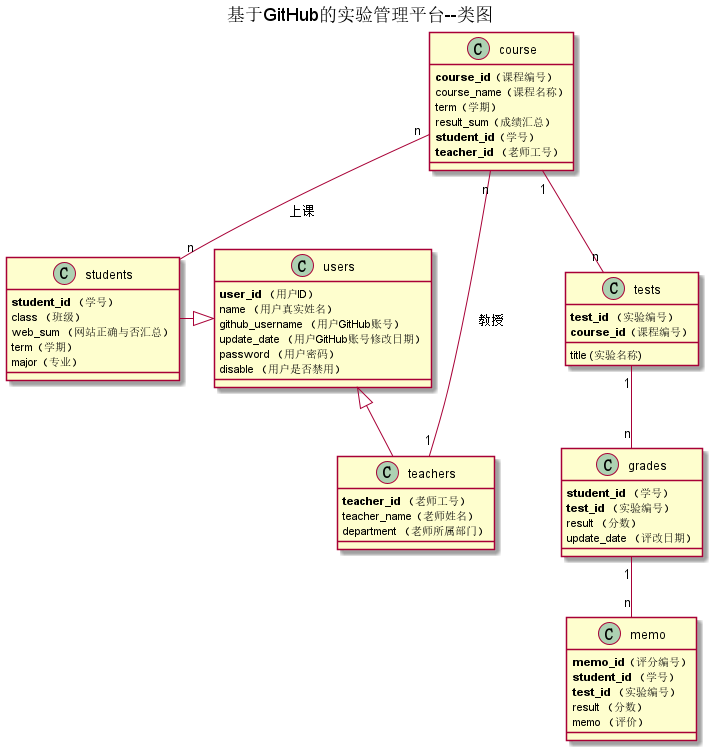 基于GitHub的实验管理平台--类图
C course
course_id（课程编号）
course_name（课程名称）
term（学期）
result_sum（成绩汇总）
student_id（学号）
teacher_id （老师工号）
n
n
1
上课
n
n
C students
student_id （学号）
class （班级）
web_sum （网站正确与否汇总）
term（学期）
major（专业）
C users
user_id （用户ID）
name （用户真实姓名）
github_username （用户GitHub账号）
update_date （用户GitHub账号修改日期）
password （用户密码）
disable （用户是否禁用）
教授
C tests
test_id （实验编号）
course_id（课程编号）
title (实验名称)
1
1
n
C teachers
teacher_id （老师工号）
teacher_name（老师姓名）
department （老师所属部门）
C grades
student_id （学号）
test_id （实验编号）
result （分数）
update_date （评改日期）
1
n
C memo
memo_id（评分编号）
student_id （学号）
test_id （实验编号）
result （分数）
memo （评价）